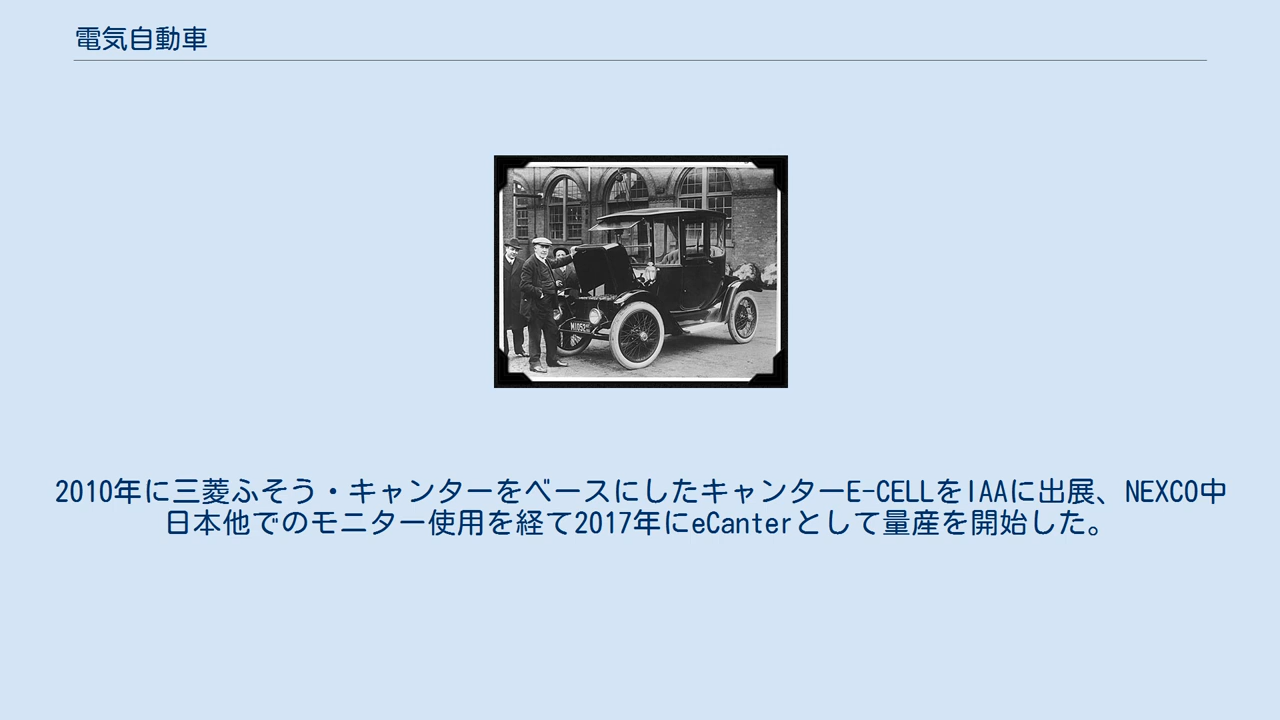 電気自動車
2010年に三菱ふそう・キャンターをベースにしたキャンターE-CELLをIAAに出展、NEXCO中
日本他でのモニター使用を経て2017年にeCanterとして量産を開始した。